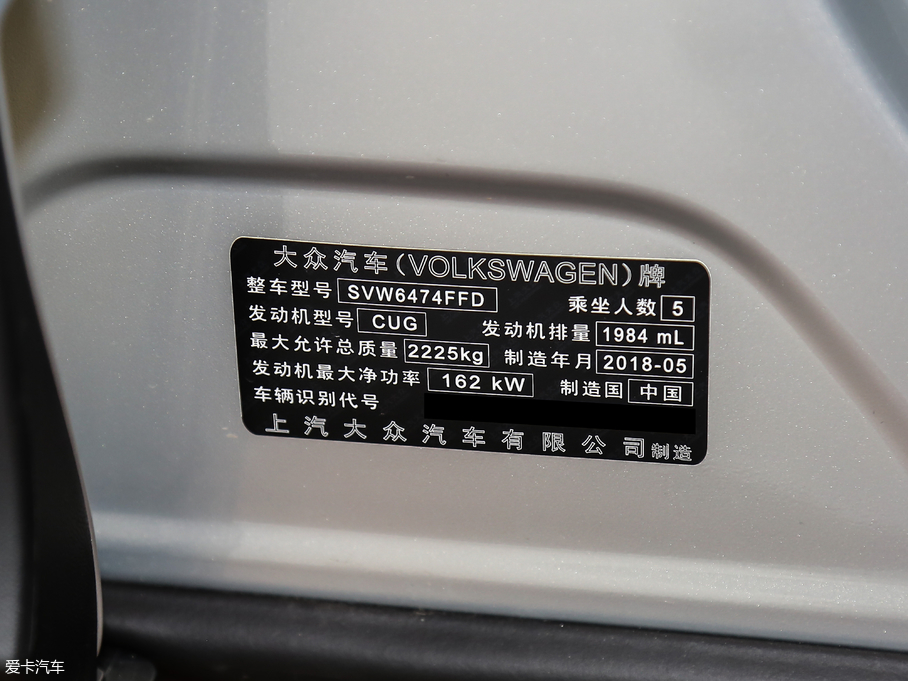 大众汽车(VOLKSWAGEN)牌
整车型号 SVW6474FFD 乘坐人数 5
发动机型号 CUG 发动机排量 1984 mL
最大允许总质量 2225kg 制造年月 2018-05
发动机最大净功率 162 kW 制造国 中国
车辆识别代号
上汽大众汽车有限公司制造
爱卡汽车